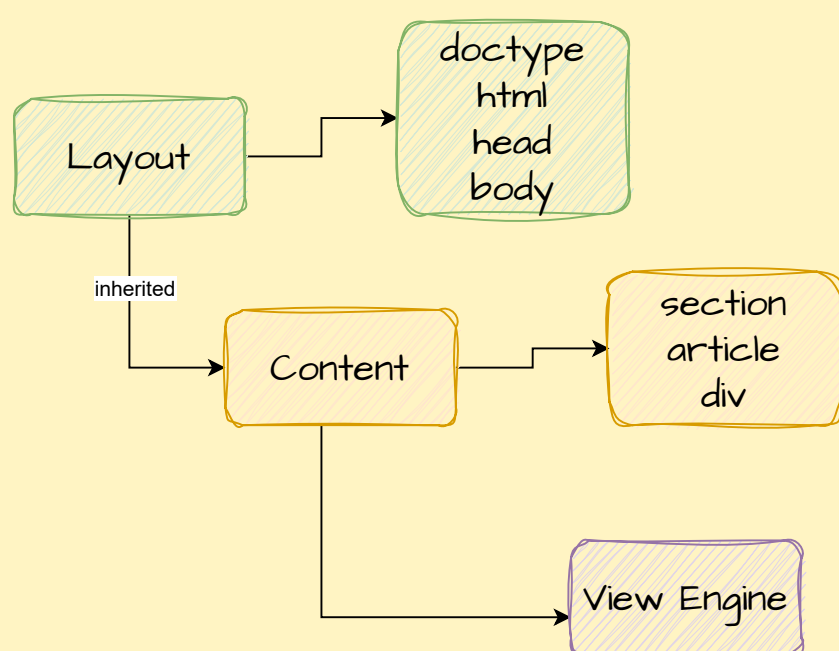 doctype
html
head
body
Layout
inherited
section
article
div
Content
View Engine